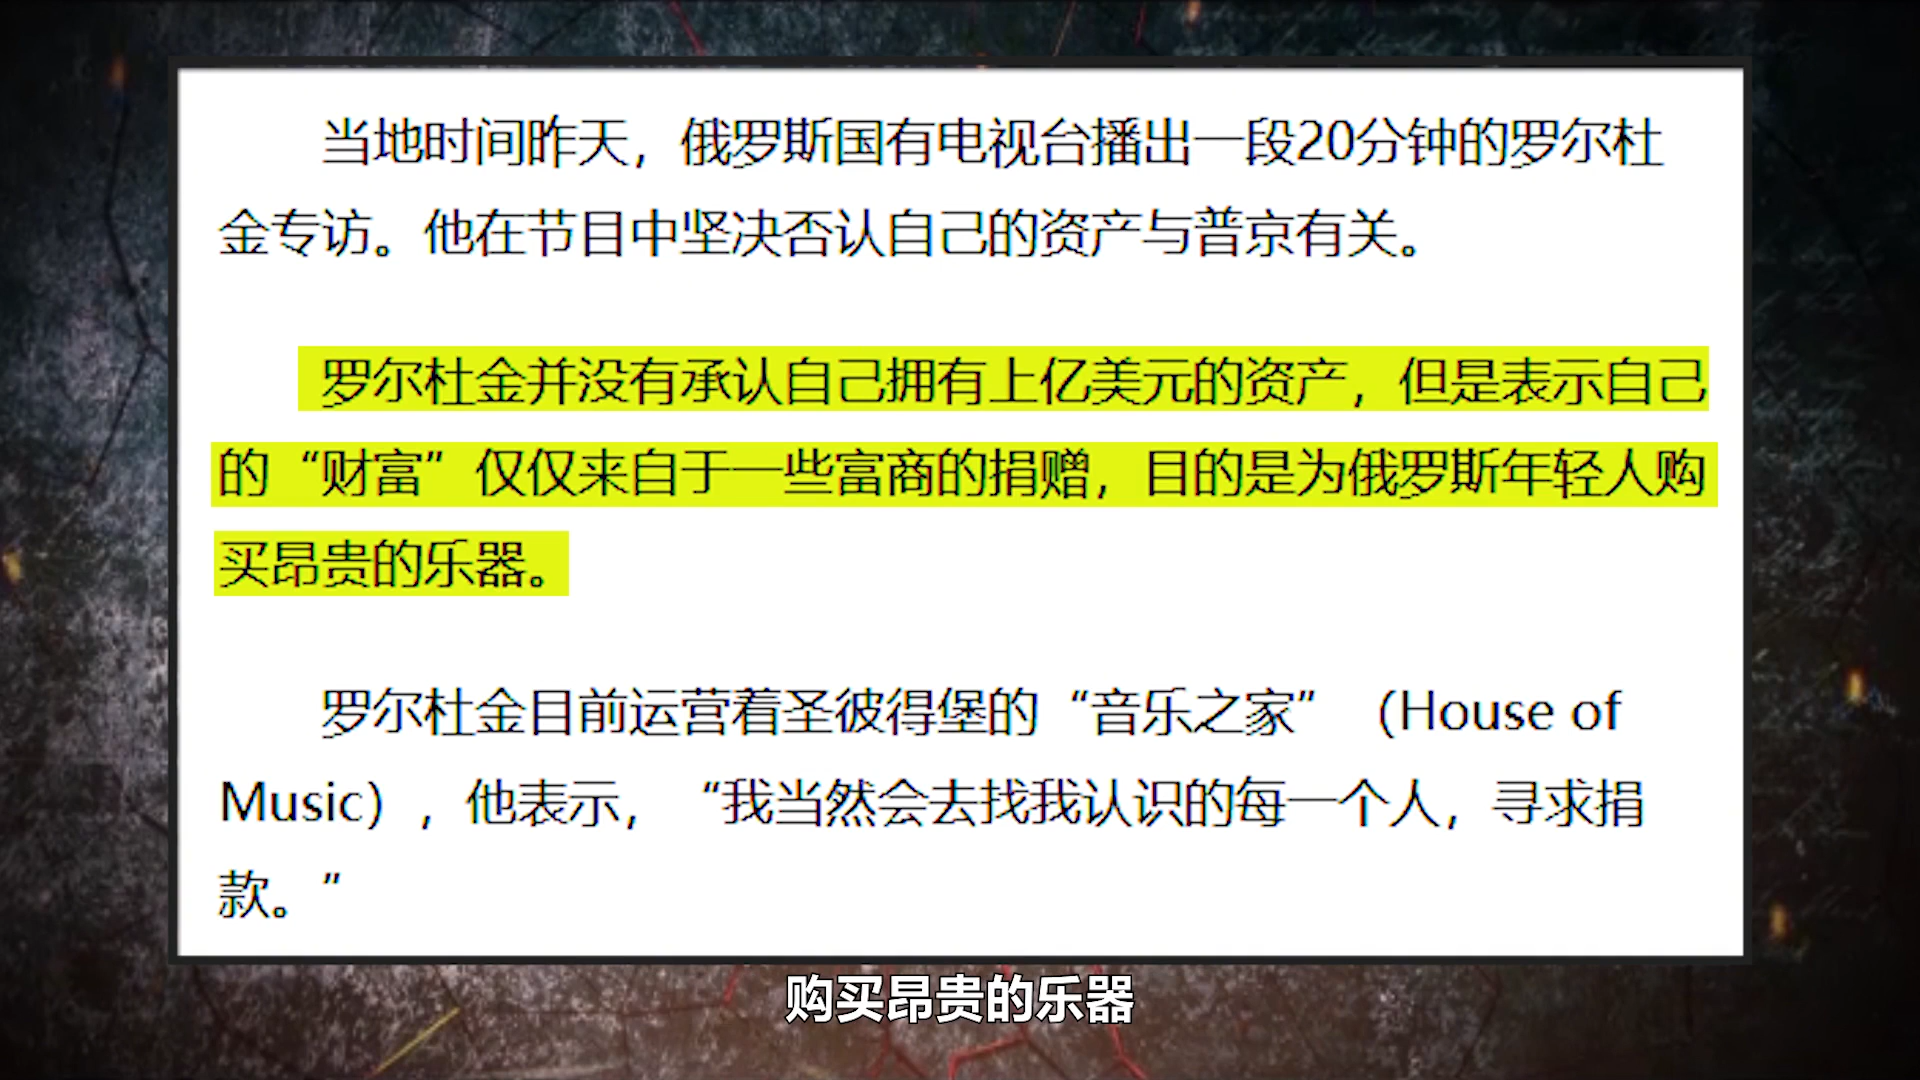 当地时间昨天，俄罗斯国有电视台播出一段20分钟的罗尔杜
金专访。他在节目中坚决否认自己的资产与普京有关。
罗尔杜金并没有承认自己拥有上亿美元的资产，但是表示自己
的“财富”仅仅来自于一些富商的捐赠，目的是为俄罗斯年轻人购
买昂贵的乐器。
罗尔杜金目前运营着圣彼得堡的“音乐之家”（House of
Music），他表示，“我当然会去找我认识的每一个人，寻求捐
款。”
购买昂贵的乐器